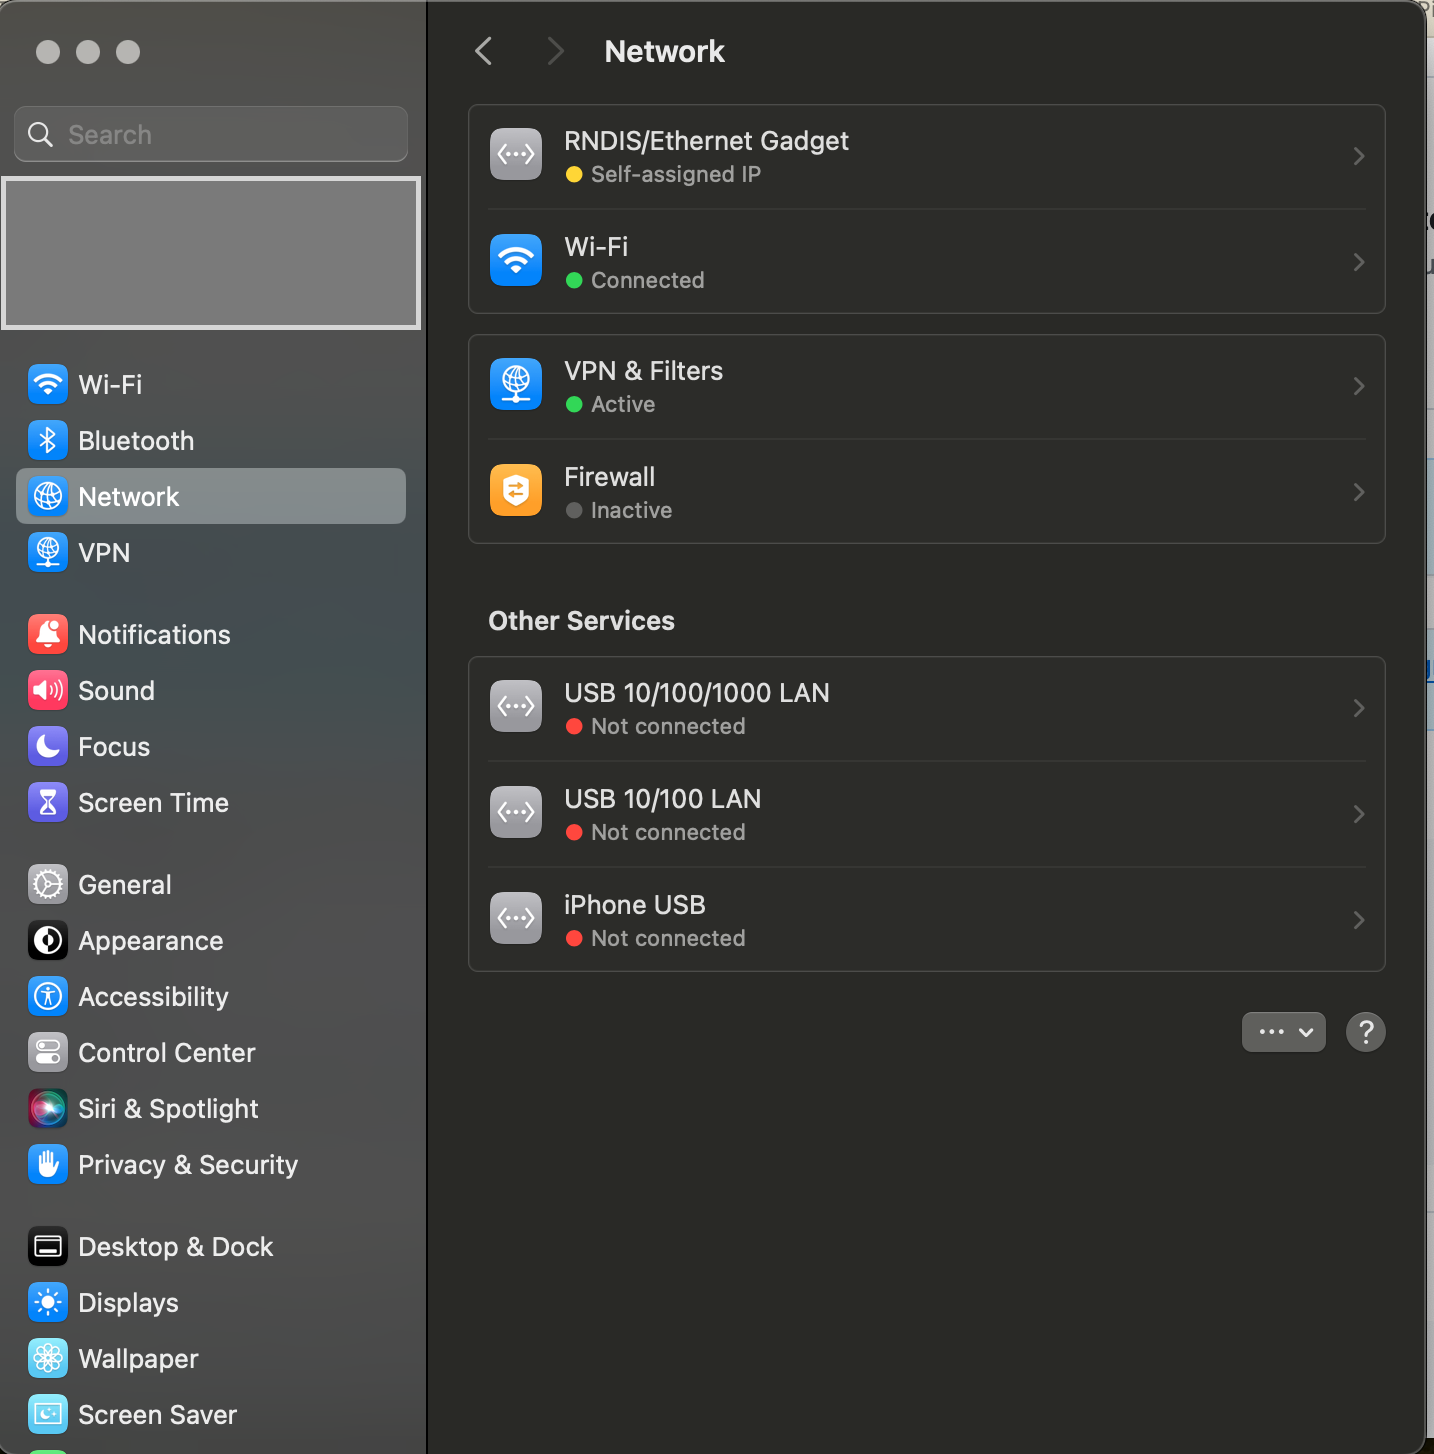 Network
Search
Wi-Fi
Bluetooth
Network
VPN
Notifications
Sound
Focus
Screen Time
General
Appearance
Accessibility
Control Center
Siri & Spotlight
Privacy & Security
Desktop & Dock
Displays
Wallpaper
Screen Saver
RNDIS/Ethernet Gadget
Self-assigned IP
Wi-Fi
Connected
VPN & Filters
Active
Firewall
Inactive
Other Services
USB 10/100/1000 LAN
Not connected
USB 10/100 LAN
Not connected
iPhone USB
Not connected
?